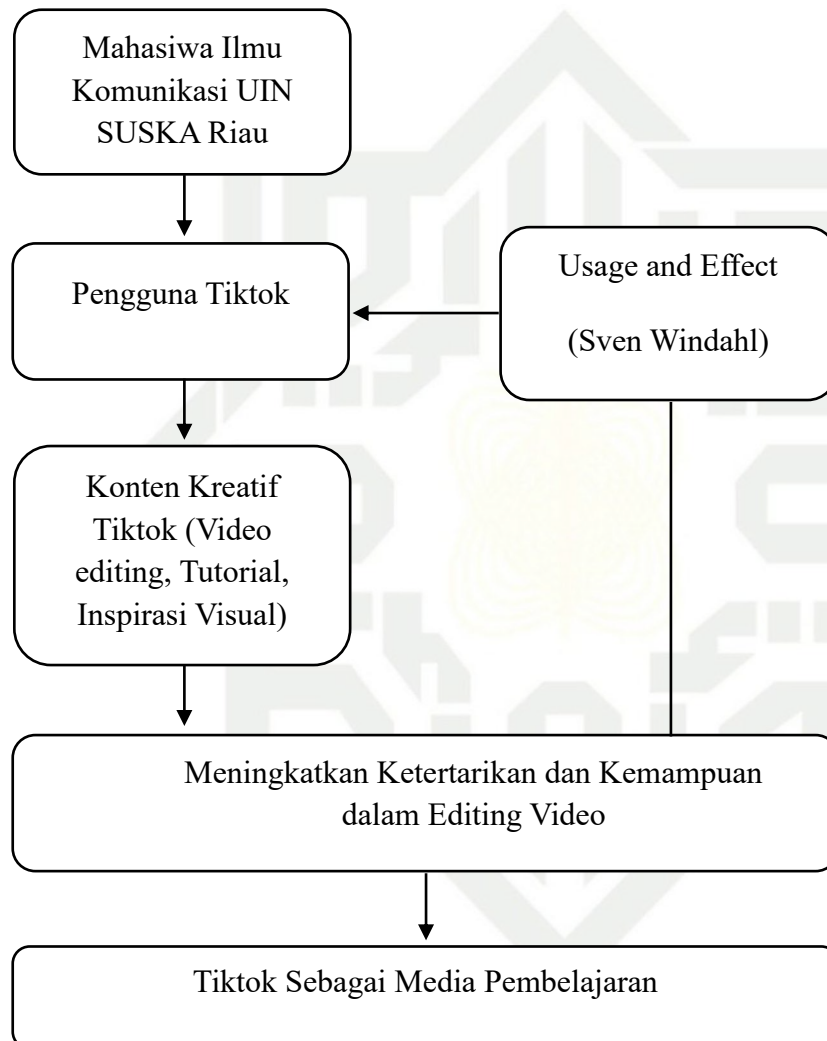 Mahasiwa Ilmu
Komunikasi UIN
SUSKA Riau
Pengguna Tiktok
Usage and Effect
(Sven Windahl)
Konten Kreatif
Tiktok (Video
editing, Tutorial,
Inspirasi Visual)
Meningkatkan Ketertarikan dan Kemampuan
dalam Editing Video
Tiktok Sebagai Media Pembelajaran